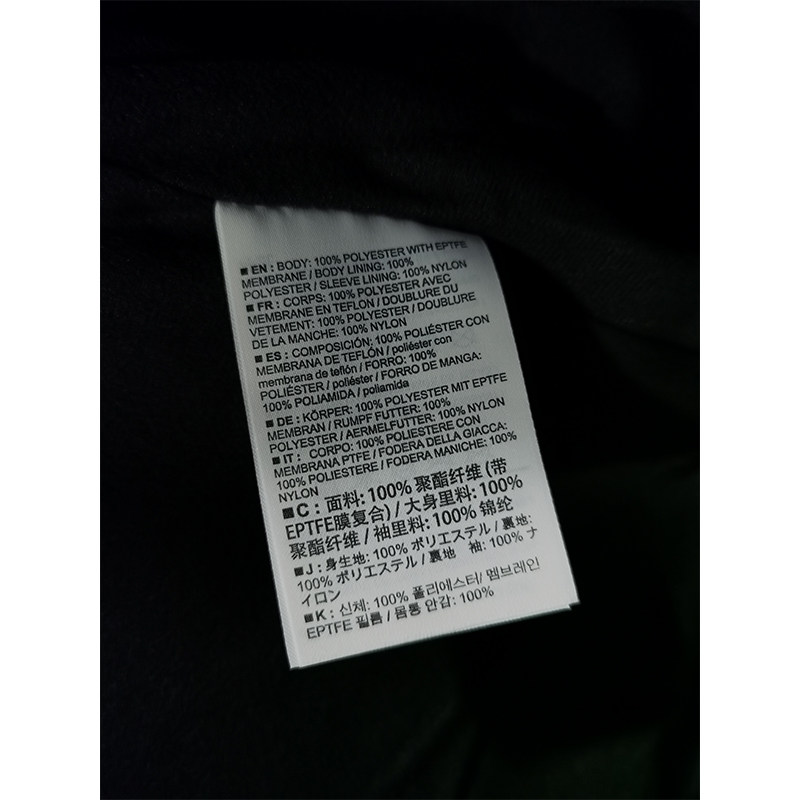 ■ EN : BODY: 100% POLYESTER WITH EPTFE
MEMBRANE / BODY LINING: 100%
POLYESTER / SLEEVE LINING: 100% NYLON
■ FR : CORPS: 100% POLYESTER AVEC
MEMBRANE EN TEFLON / DOUBLURE DU
VETEMENT: 100% POLYESTER / DOUBLURE
DE LA MANCHE: 100% NYLON
■ ES : COMPOSICIÓN: 100% POLIÉSTER CON
MEMBRANA DE TEFLÓN / poliéster con
membrana de teflón / FORRO: 100%
POLIÉSTER / poliéster / FORRO DE MANGA:
100% POLIAMIDA / poliamida
■ DE : KÖRPER: 100% POLYESTER MIT EPTFE
MEMBRAN / RUMPF FUTTER: 100%
POLYESTER / AERMELFUTTER: 100% NYLON
■ IT : CORPO: 100% POLIESTERE CON
MEMBRANA PTFE / FODERA DELLA GIACCA:
100% POLIESTERE / FODERA MANICHE: 100%
NYLON
■ C : 面料: 100% 聚酯纤维 (带
EPTFE膜复合) / 大身里料: 100%
聚酯纤维 / 袖里料: 100% 锦纶
■ J : 身生地: 100% ポリエステル / 裏地:
100% ポリエステル / 裏地 袖: 100% ナ
イロン
■ K : 신체: 100% 폴리에스터/ 멤브레인
EPTFE 필름 / 몸통 안감: 100%